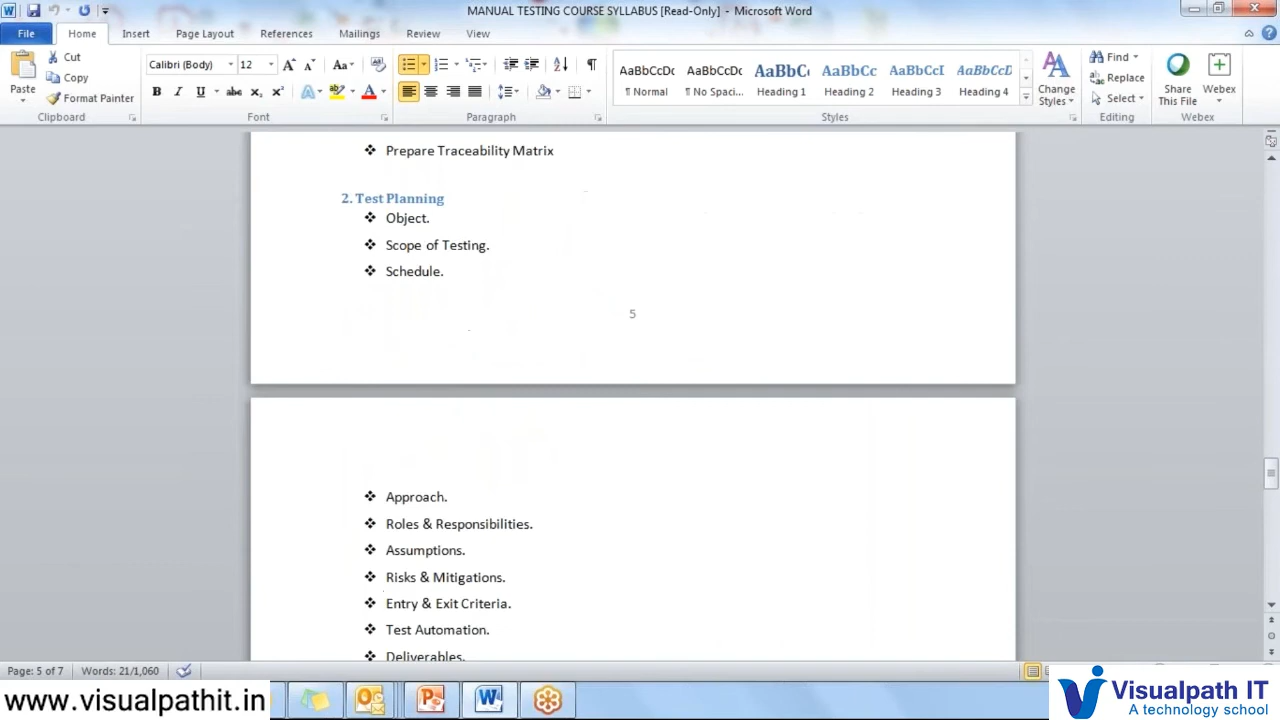 MANUAL TESTING COURSE SYLLABUS [Read-Only] - Microsoft Word
File Home Insert Page Layout References Mailings Review View
Paste
Cut
Copy
Format Painter
Clipboard
Calibri (Body) 12
Font
Paragraph
AaBbCcDc AaBbCcDc AaBbC AaBbCc AaBbCcI AaBbCcD
¶ Normal ¶ No Spaci... Heading 1 Heading 2 Heading 3 Heading 4
Change Styles
Styles
Find
Replace
Select
Editing
Share This File
Webex
Webex
❖ Prepare Traceability Matrix
2. Test Planning
❖ Object.
❖ Scope of Testing.
❖ Schedule.
5
❖ Approach.
❖ Roles & Responsibilities.
❖ Assumptions.
❖ Risks & Mitigations.
❖ Entry & Exit Criteria.
❖ Test Automation.
❖ Deliverables.
Page: 5 of 7 Words: 21/1,060
www.visualpathit.in
Visualpath IT
A technology school